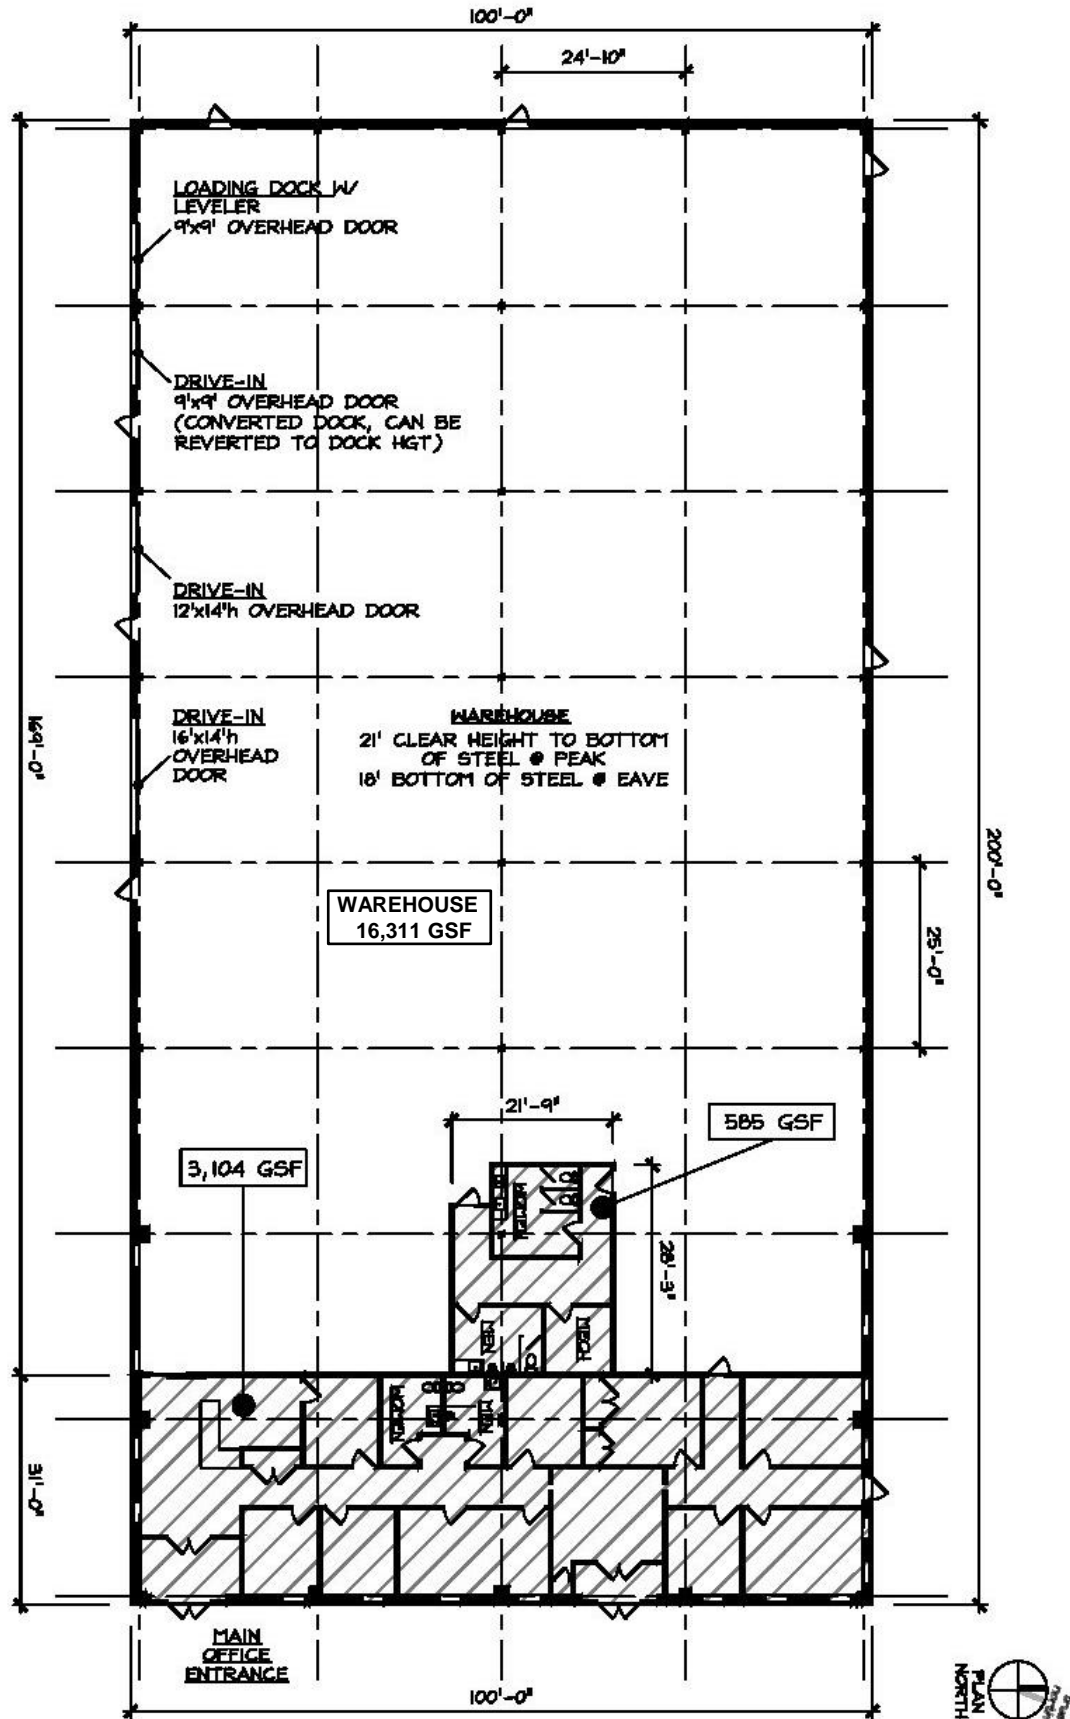 100'-0"
24'-10"
LOADING DOCK W/
LEVELER
9'x9' OVERHEAD DOOR
DRIVE-IN
9'x9' OVERHEAD DOOR
(CONVERTED DOCK, CAN BE
REVERTED TO DOCK HGT)
DRIVE-IN
12'x14'h OVERHEAD DOOR
DRIVE-IN
16'x14'h
OVERHEAD
DOOR
WAREHOUSE
21' CLEAR HEIGHT TO BOTTOM
OF STEEL @ PEAK
18' BOTTOM OF STEEL @ EAVE
169'-0"
200'-0"
WAREHOUSE
16,311 GSF
25'-0"
21'-9"
585 GSF
3,104 GSF
WOMEN
28'-3"
MEN
MECH
WOMEN
MEN
31'-0"
MAIN
OFFICE
ENTRANCE
100'-0"
PLAN
NORTH